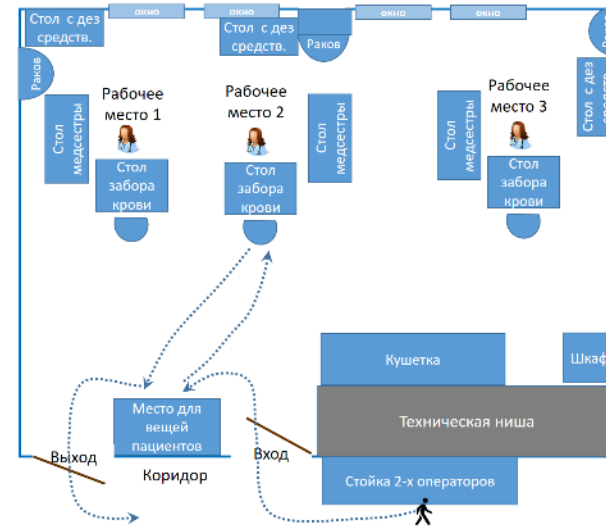 окно
окно
окно
окно
Стол с дез
средств.
Стол с дез
средств.
Раков
Раков
Раков
Стол с дез
средств
Рабочее
место 1
Рабочее
место 2
Рабочее
место 3
Стол
медсестры
Стол
медсестры
Стол
медсестры
Стол
забора
крови
Стол
забора
крови
Стол
забора
крови
Кушетка
Шкаф
Место для
вещей
пациентов
Техническая ниша
Выход
Вход
Коридор
Стойка 2-х операторов